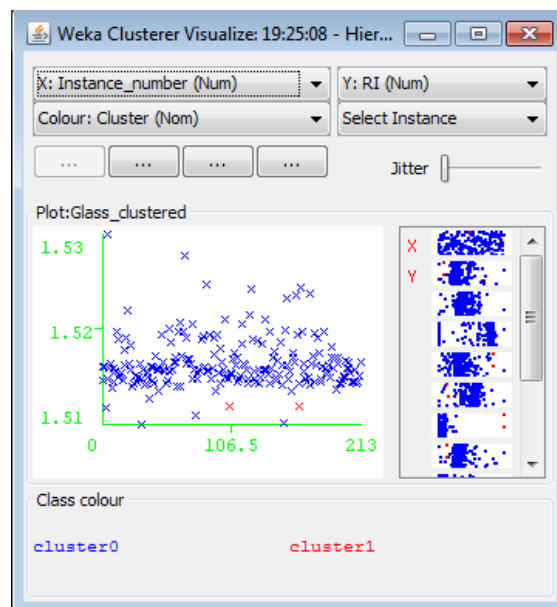 Weka Clusterer Visualize: 19:25:08 - Hier...
X: Instance_number (Num) Y: RI (Num)
Colour: Cluster (Nom) Select Instance
... ... ... ... Jitter
Plot:Glass_clustered
1.53
X
Y
1.52
1.51
0 106.5 213
Class colour
cluster0 cluster1